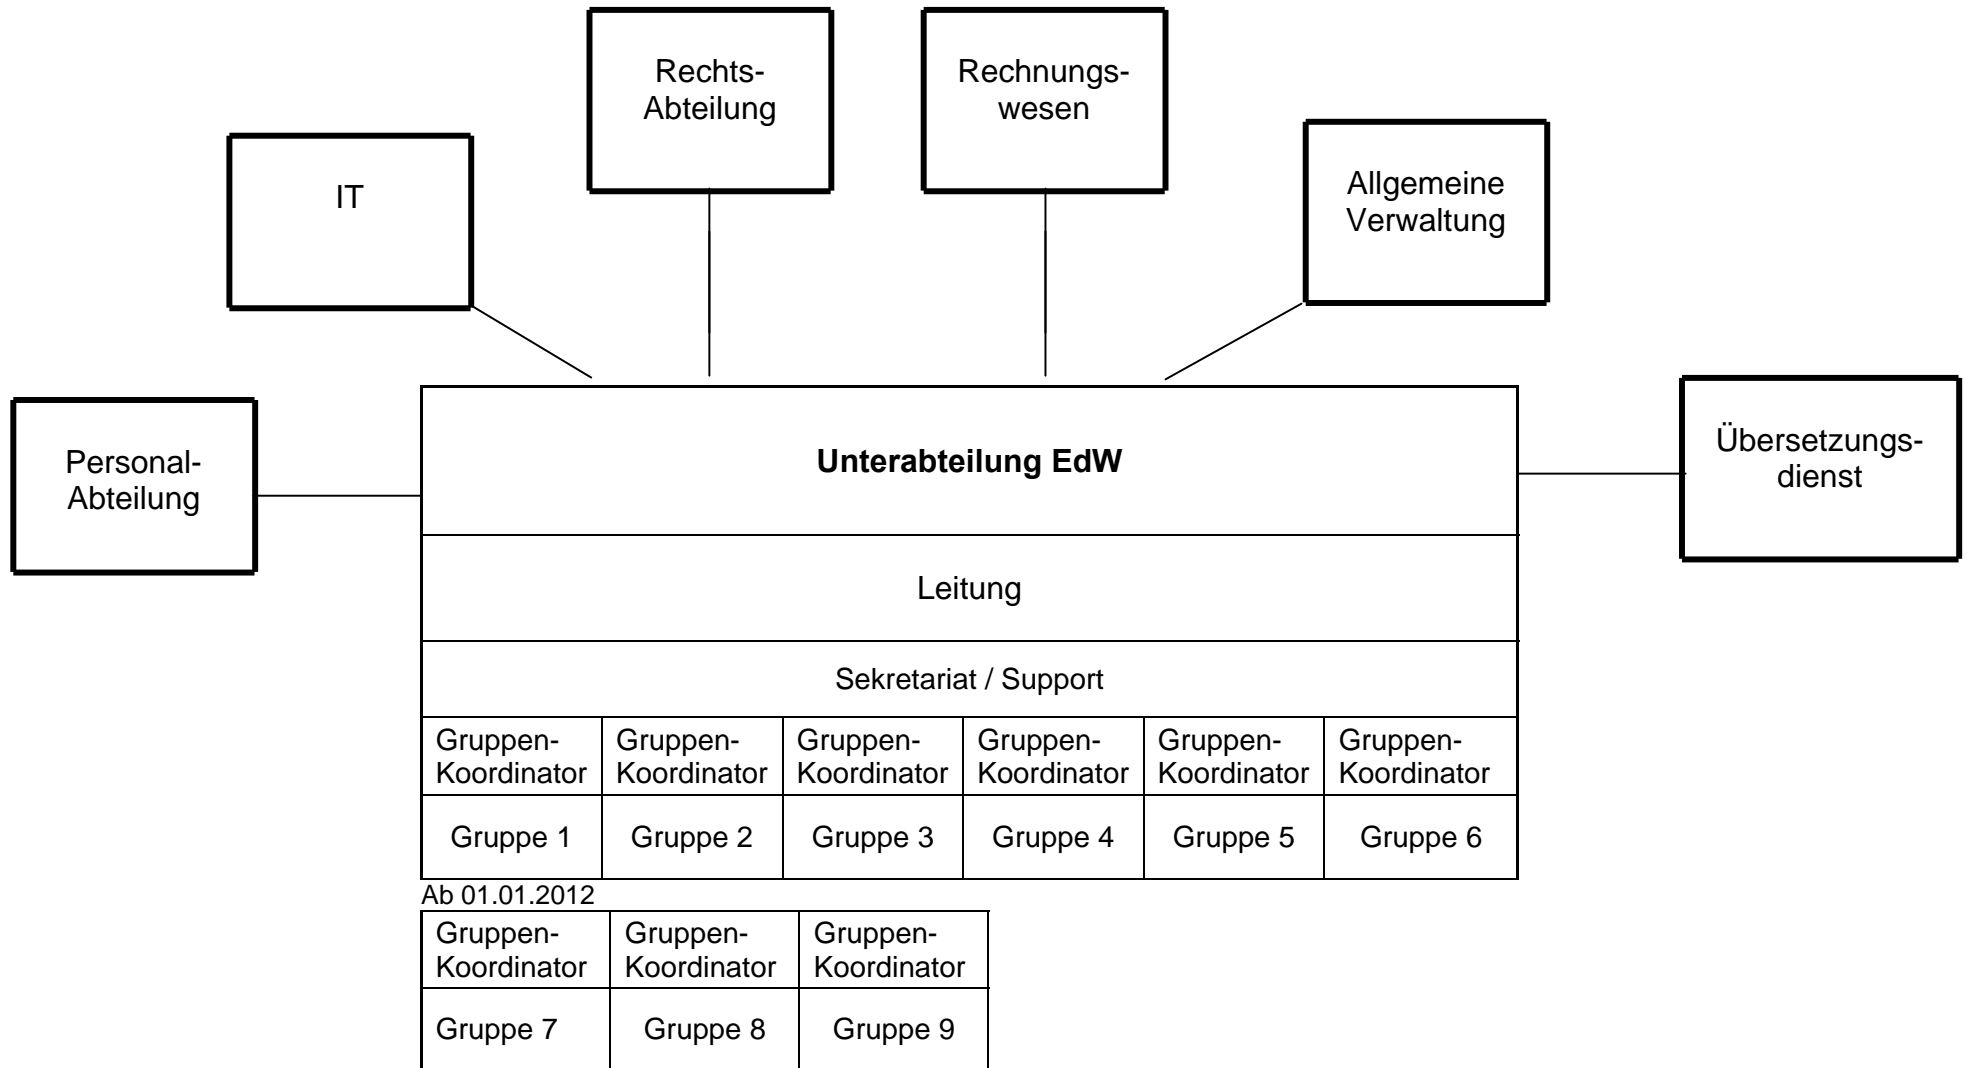 Rechts-
Abteilung
Rechnungs-
wesen
IT
Allgemeine
Verwaltung
Personal-
Abteilung
Unterabteilung EdW
Übersetzungs-
dienst
Leitung
Sekretariat / Support
Gruppen-
Koordinator
Gruppen-
Koordinator
Gruppen-
Koordinator
Gruppen-
Koordinator
Gruppen-
Koordinator
Gruppen-
Koordinator
Gruppe 1
Gruppe 2
Gruppe 3
Gruppe 4
Gruppe 5
Gruppe 6
Ab 01.01.2012
Gruppen-
Koordinator
Gruppen-
Koordinator
Gruppen-
Koordinator
Gruppe 7
Gruppe 8
Gruppe 9